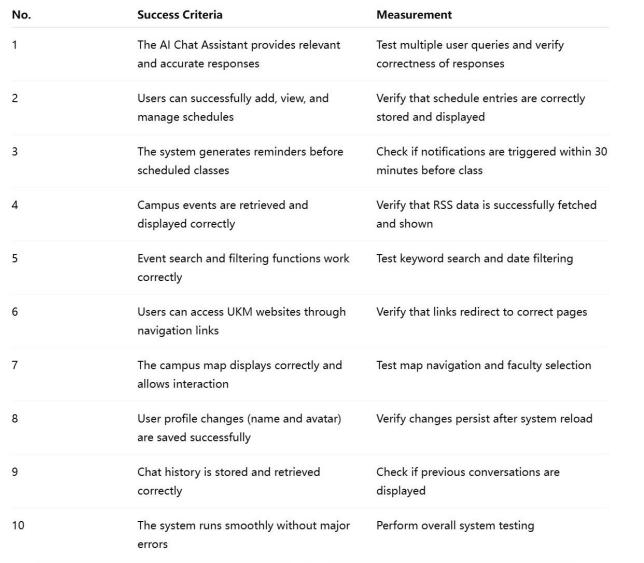 No. Success Criteria Measurement
1 The AI Chat Assistant provides relevant Test multiple user queries and verify
and accurate responses correctness of responses
2 Users can successfully add, view, and Verify that schedule entries are correctly
manage schedules stored and displayed
3 The system generates reminders before Check if notifications are triggered within 30
scheduled classes minutes before class
4 Campus events are retrieved and Verify that RSS data is successfully fetched
displayed correctly and shown
5 Event search and filtering functions work Test keyword search and date filtering
correctly
6 Users can access UKM websites through Verify that links redirect to correct pages
navigation links
7 The campus map displays correctly and Test map navigation and faculty selection
allows interaction
8 User profile changes (name and avatar) Verify changes persist after system reload
are saved successfully
9 Chat history is stored and retrieved Check if previous conversations are
correctly displayed
10 The system runs smoothly without major Perform overall system testing
errors